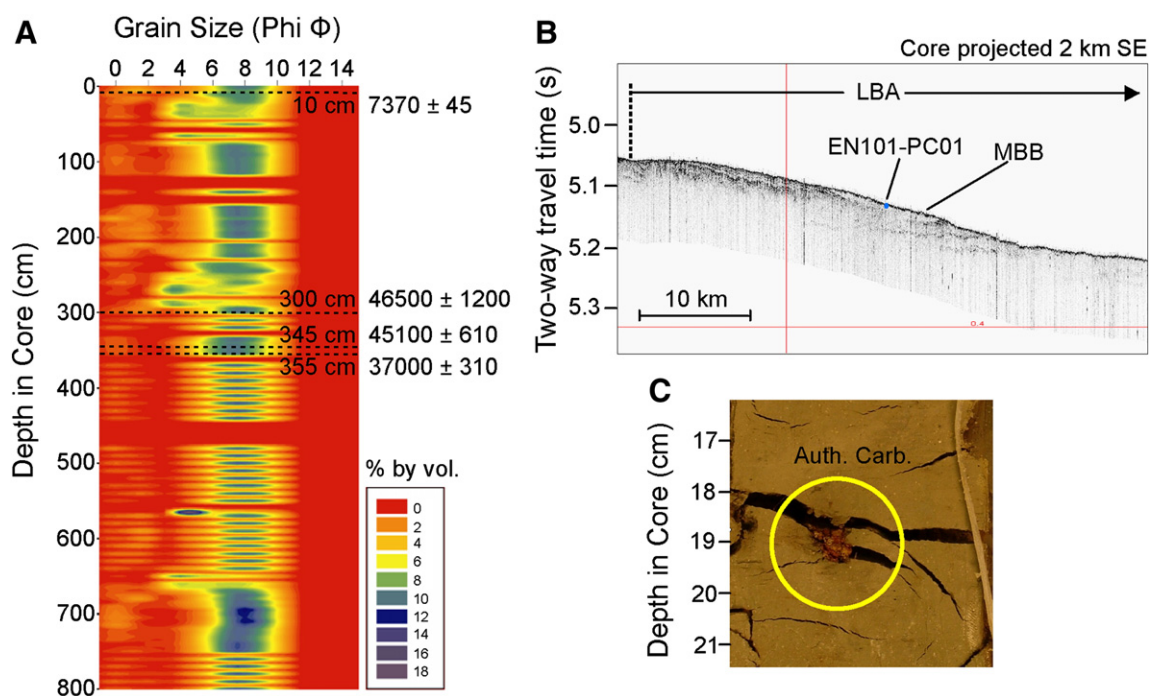 A
Grain Size (Phi Φ)
0 2 4 6 8 10 12 14
Depth in Core (cm)
0
100
200
300
400
500
600
700
800
10 cm 7370 ± 45
300 cm 46500 ± 1200
345 cm 45100 ± 610
355 cm 37000 ± 310
% by vol.
0
2
4
6
8
10
12
14
16
18
B
Core projected 2 km SE
Two-way travel time (s)
5.0
5.1
5.2
5.3
LBA
EN101-PC01
MBB
10 km
0.4
C
Depth in Core (cm)
17
18
19
20
21
Auth. Carb.